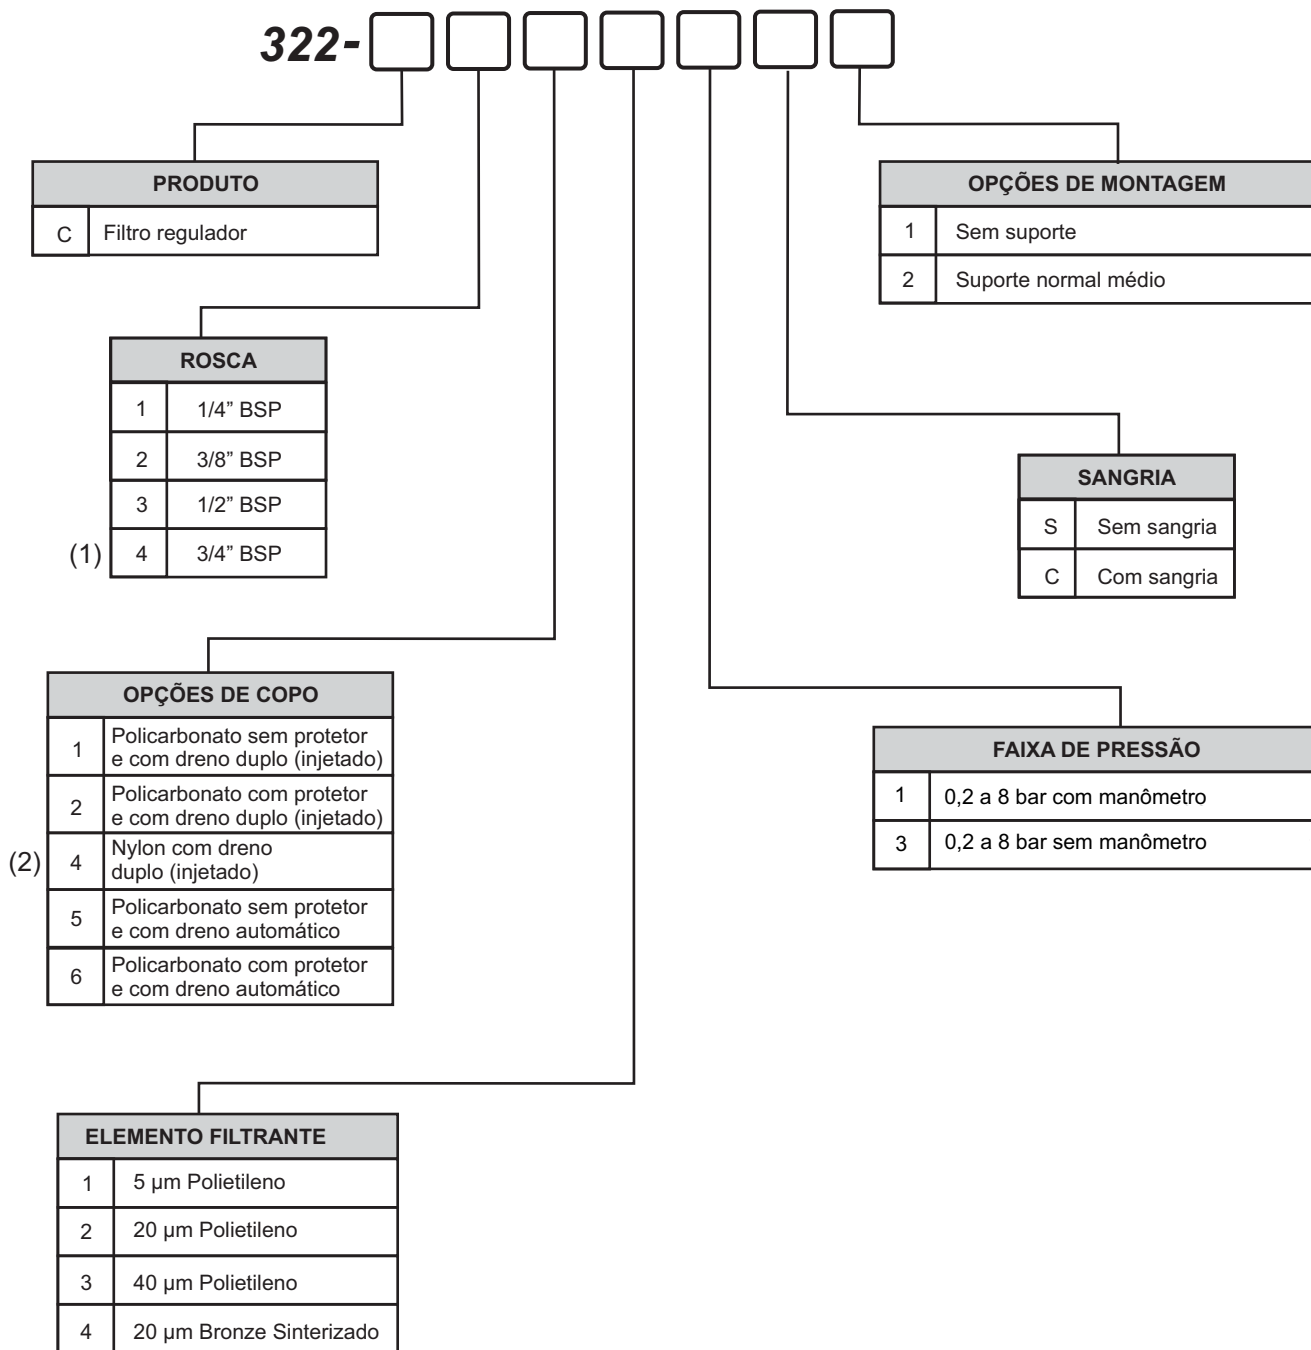 322-
PRODUTO
C Filtro regulador
OPÇÕES DE MONTAGEM
1 Sem suporte
2 Suporte normal médio
ROSCA
1 1/4” BSP
2 3/8” BSP
3 1/2” BSP
(1) 4 3/4” BSP
SANGRIA
S Sem sangria
C Com sangria
OPÇÕES DE COPO
1 Policarbonato sem protetor
e com dreno duplo (injetado)
2 Policarbonato com protetor
e com dreno duplo (injetado)
(2) 4 Nylon com dreno
duplo (injetado)
5 Policarbonato sem protetor
e com dreno automático
6 Policarbonato com protetor
e com dreno automático
FAIXA DE PRESSÃO
1 0,2 a 8 bar com manômetro
3 0,2 a 8 bar sem manômetro
ELEMENTO FILTRANTE
1 5 µm Polietileno
2 20 µm Polietileno
3 40 µm Polietileno
4 20 µm Bronze Sinterizado